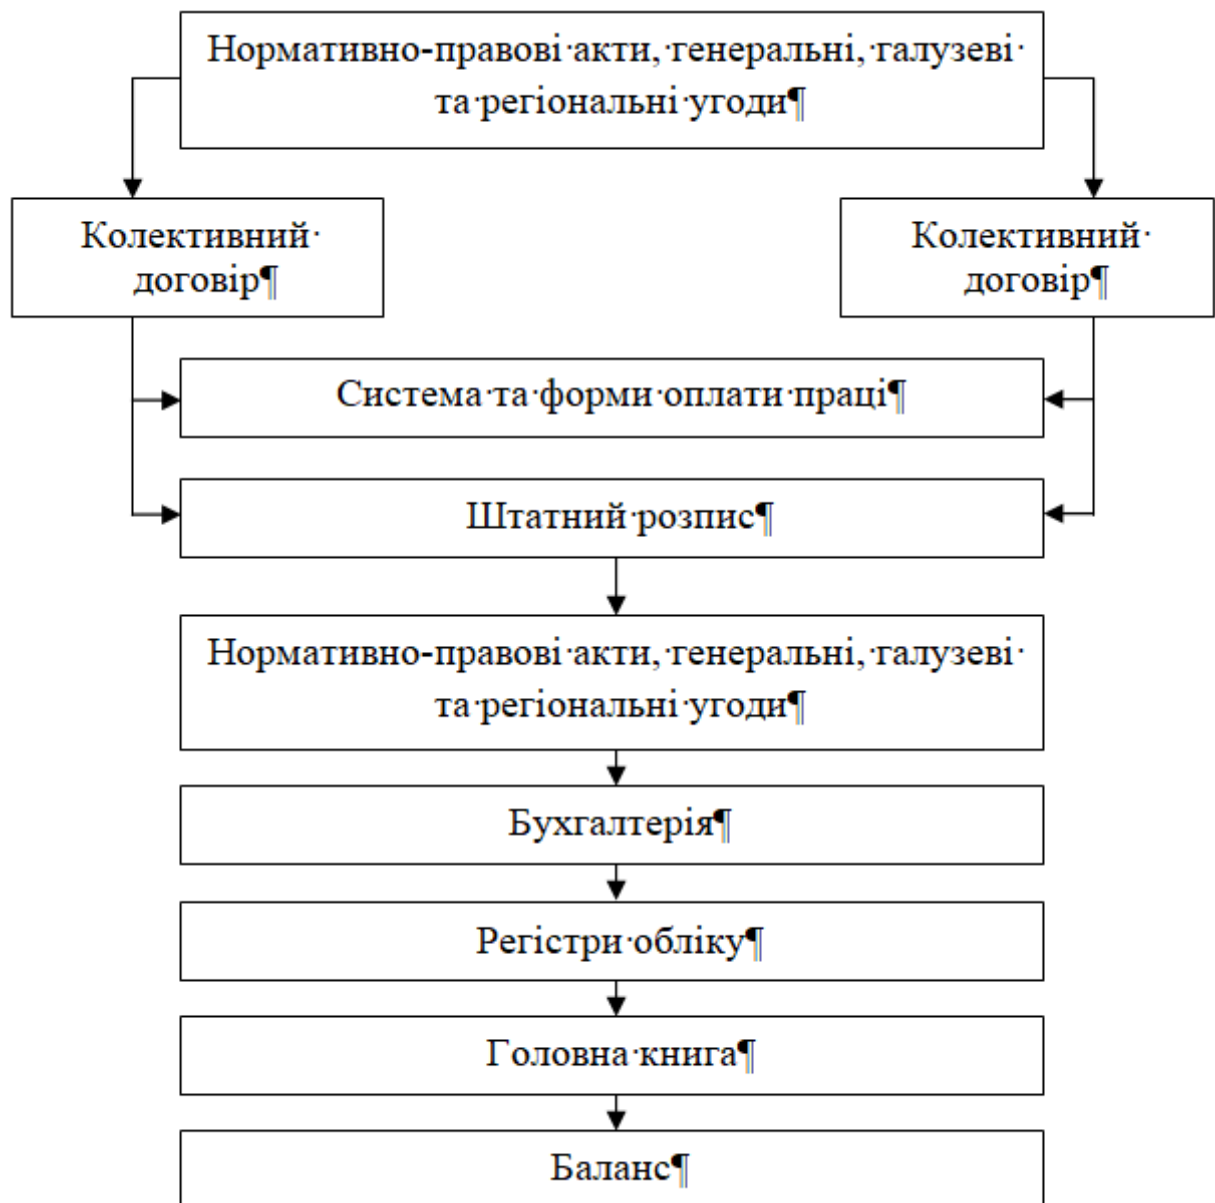 Нормативно-правові·акти,·генеральні,·галузеві·
та·регіональні·угоди¶
Колективний·
договір¶
Колективний·
договір¶
Система·та·форми·оплати·праці¶
Штатний·розпис¶
Нормативно-правові·акти,·генеральні,·галузеві·
та·регіональні·угоди¶
Бухгалтерія¶
Регістри·обліку¶
Головна·книга¶
Баланс¶